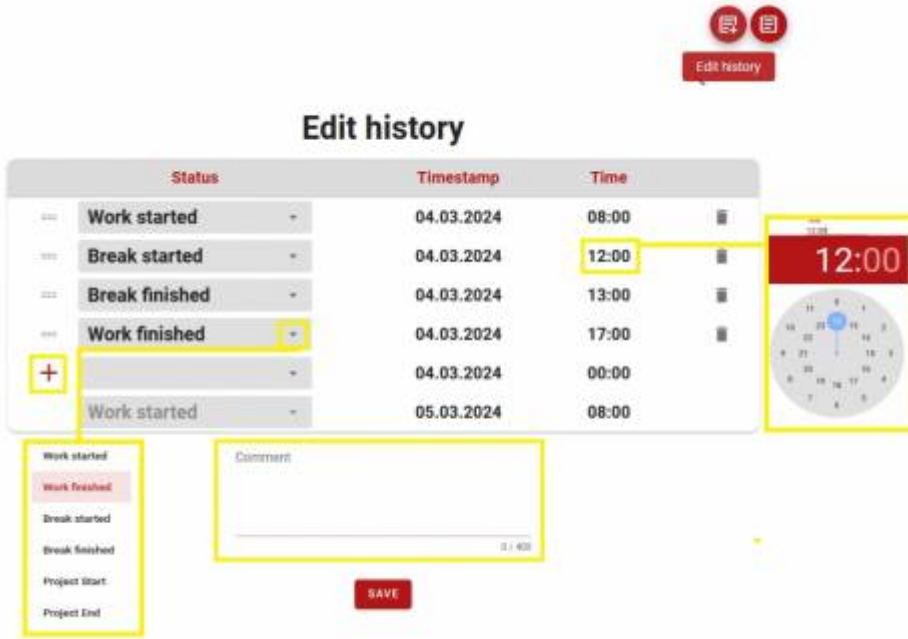 Edit history
Edit history
Status Timestamp Time
Work started 04.03.2024 08:00
Break started 04.03.2024 12:00
Break finished 04.03.2024 13:00
Work finished 04.03.2024 17:00
+ 04.03.2024 00:00
Work started 05.03.2024 08:00
12:00
Work started
Work finished
Break started
Break finished
Project Start
Project End
Comment
0 / 400
SAVE